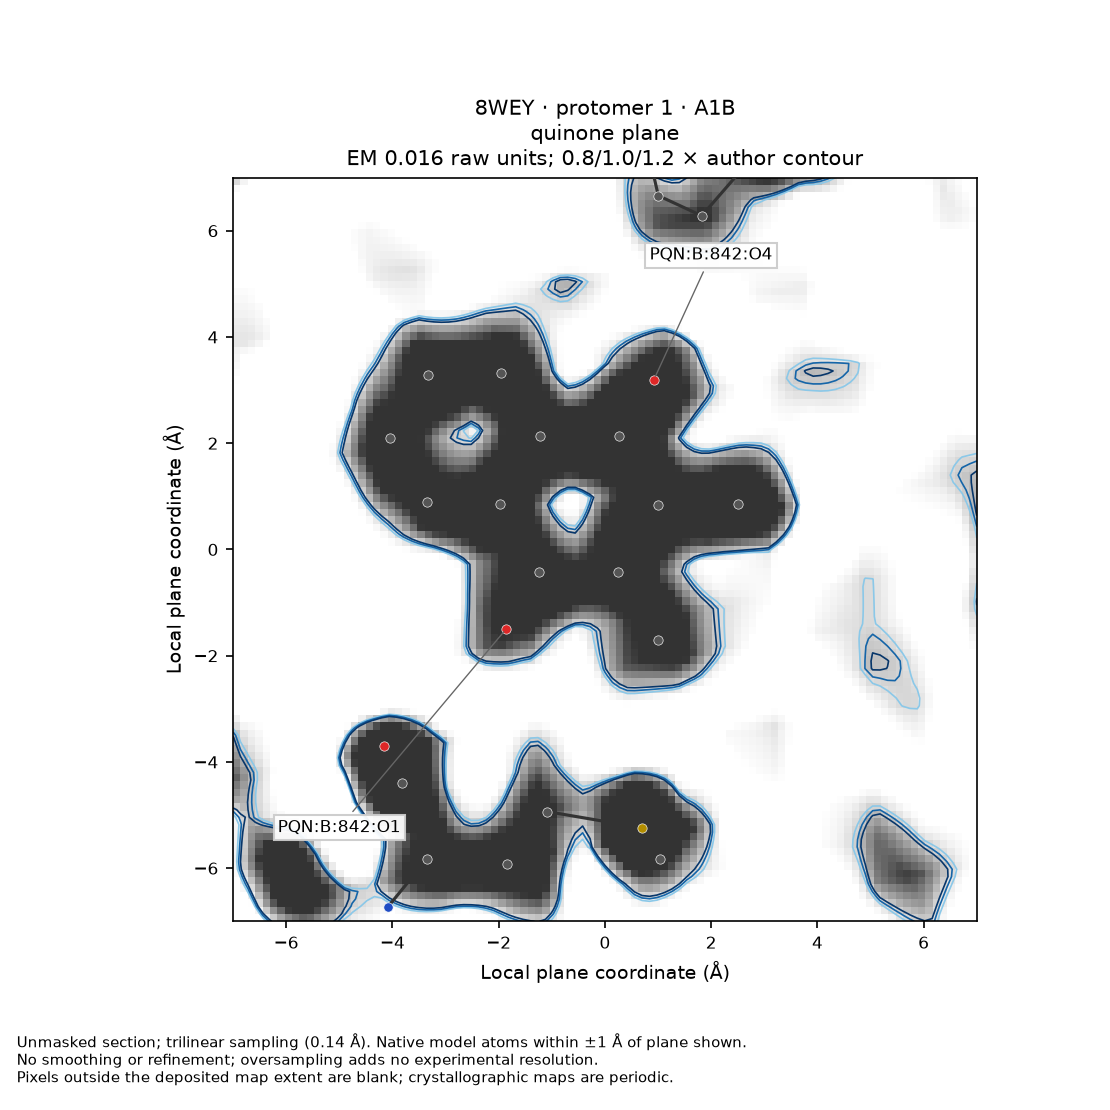 8WEY · protomer 1 · A1B
quinone plane
EM 0.016 raw units; 0.8/1.0/1.2 × author contour
PQN:B:842:O4
PQN:B:842:O1
6
4
2
0
−2
−4
−6
Local plane coordinate (Å)
−6
−4
−2
0
2
4
6
Local plane coordinate (Å)
Unmasked section; trilinear sampling (0.14 Å). Native model atoms within ±1 Å of plane shown.
No smoothing or refinement; oversampling adds no experimental resolution.
Pixels outside the deposited map extent are blank; crystallographic maps are periodic.